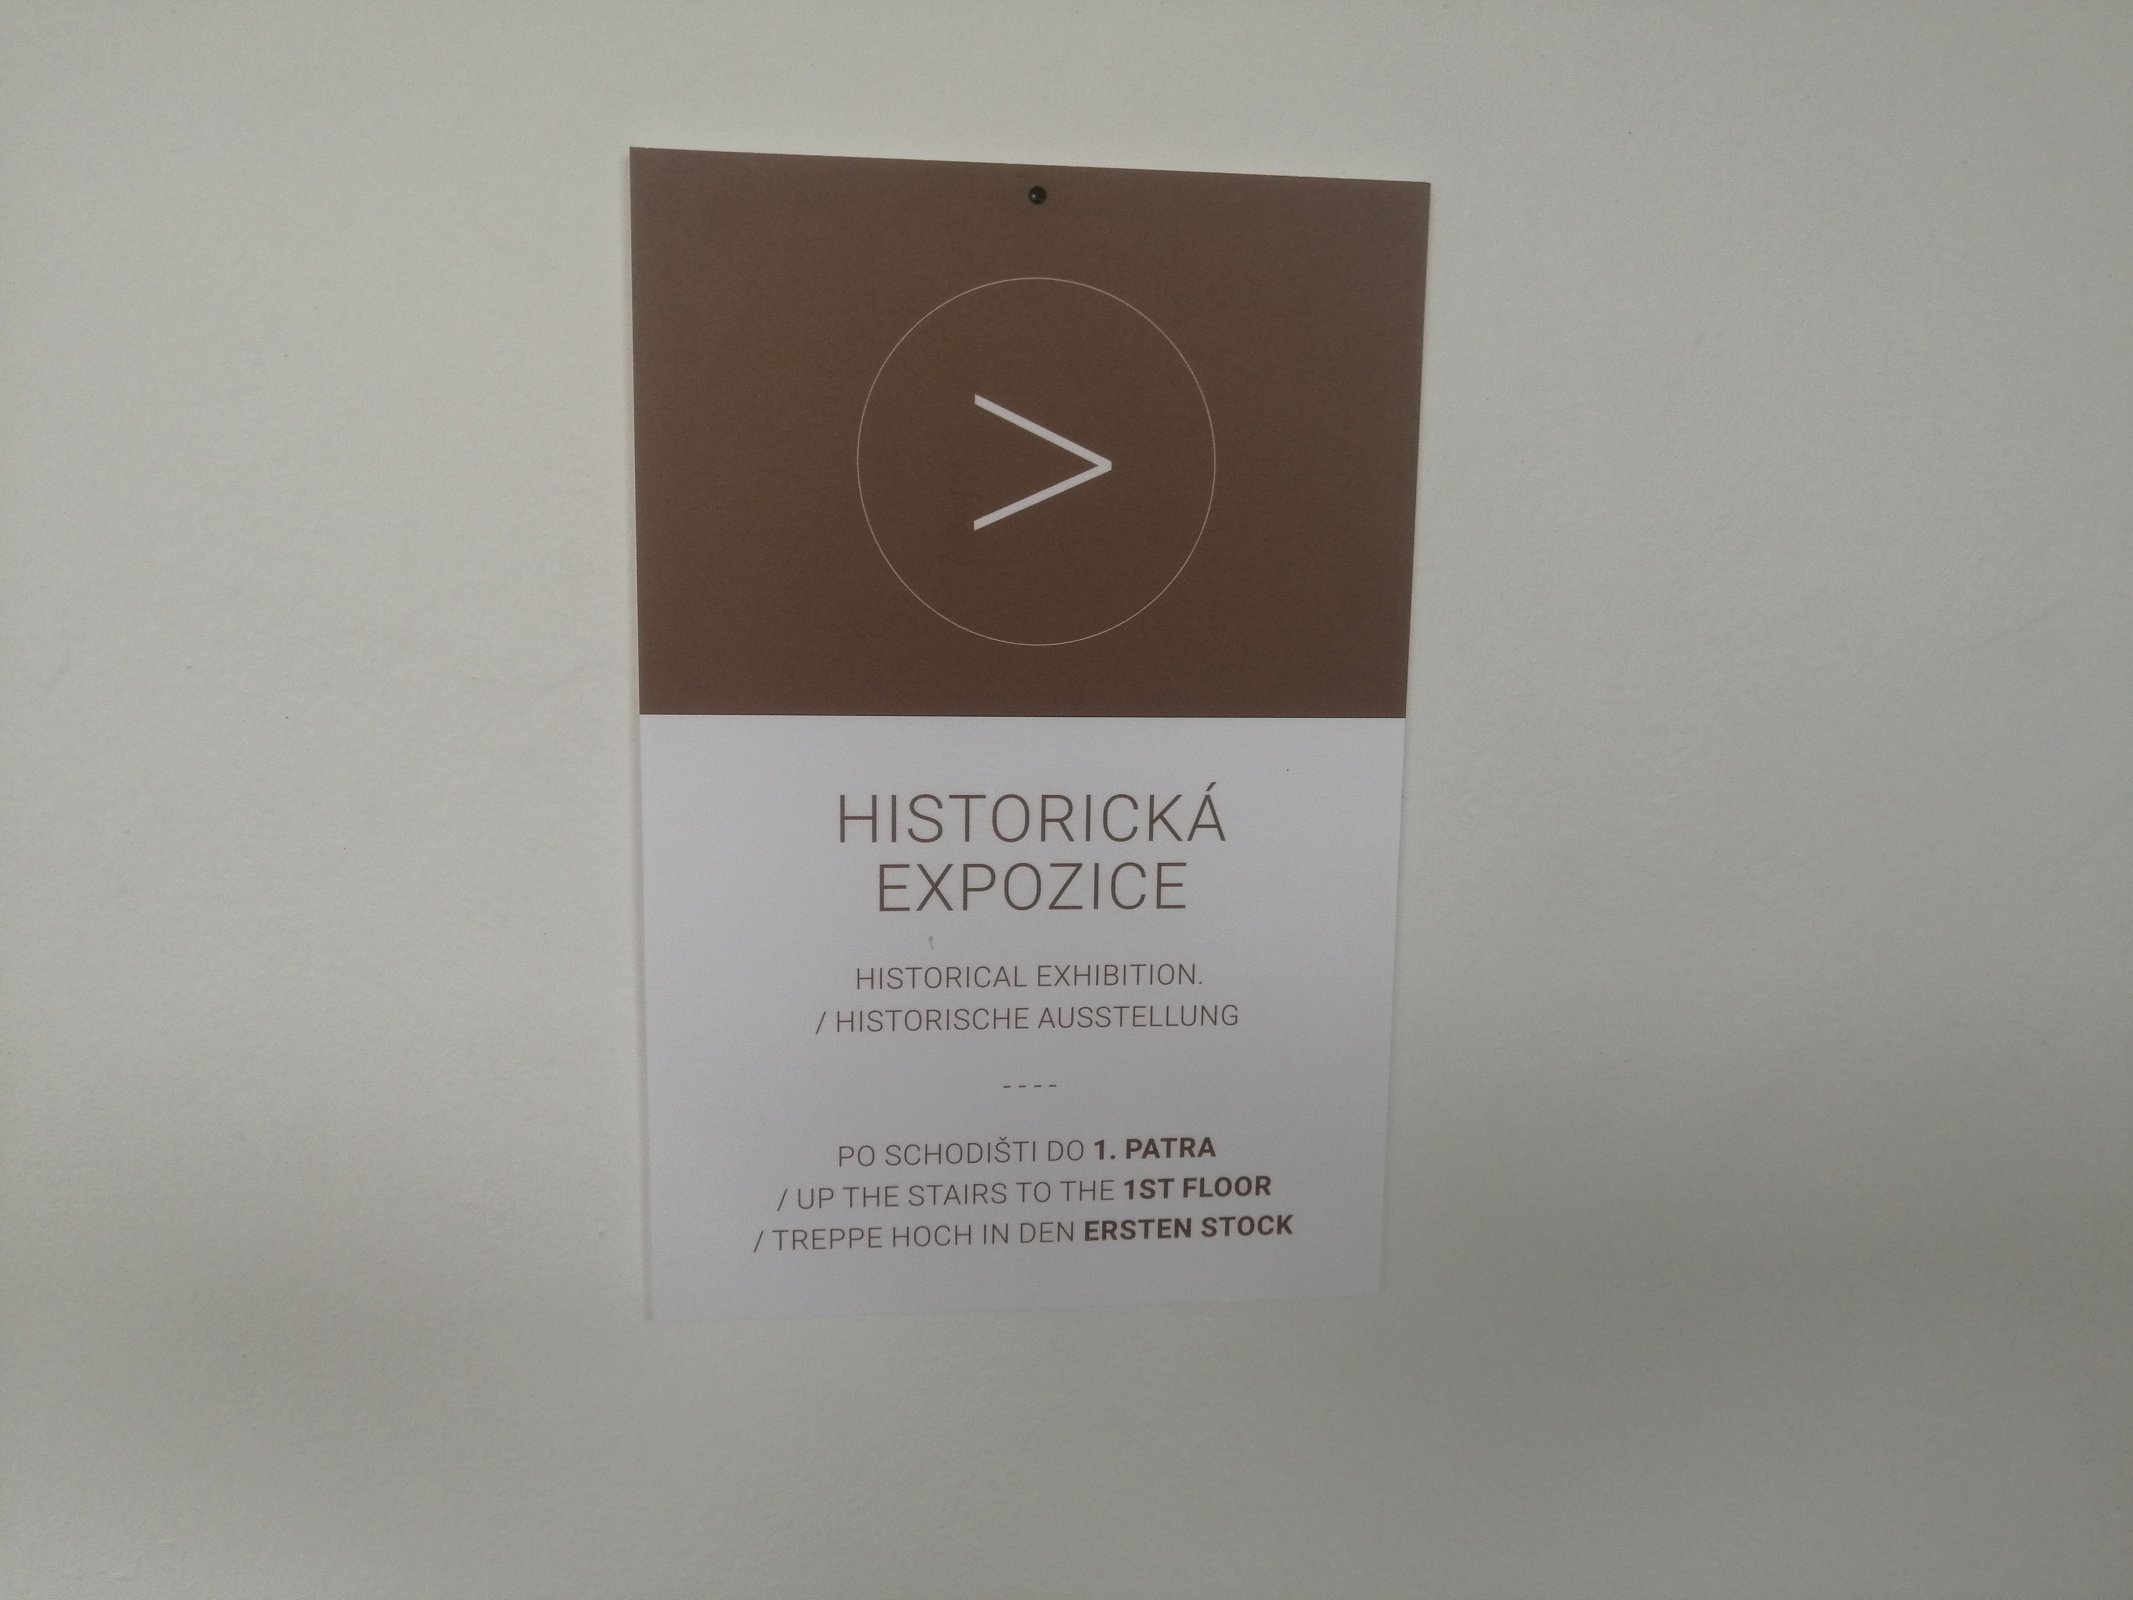 >
HISTORICKÁ
EXPOZICE
HISTORICAL EXHIBITION.
/ HISTORISCHE AUSSTELLUNG
----
PO SCHODIŠTI DO 1. PATRA
/ UP THE STAIRS TO THE 1ST FLOOR
/ TREPPE HOCH IN DEN ERSTEN STOCK